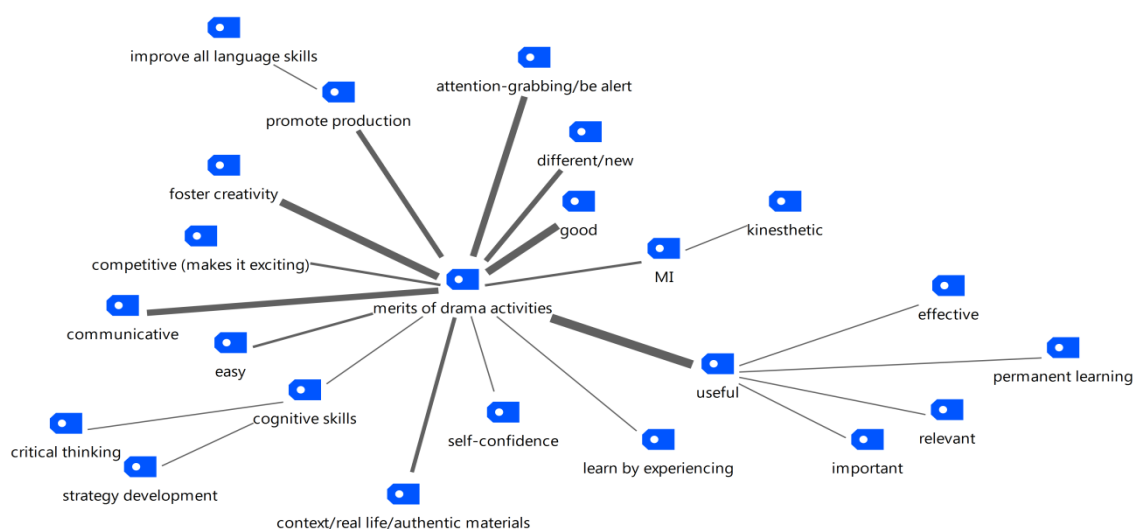 improve all language skills
attention-grabbing/be alert
promote production
different/new
foster creativity
good
kinesthetic
competitive (makes it exciting)
MI
merits of drama activities
effective
communicative
easy
useful
permanent learning
cognitive skills
self-confidence
relevant
critical thinking
learn by experiencing
important
strategy development
context/real life/authentic materials